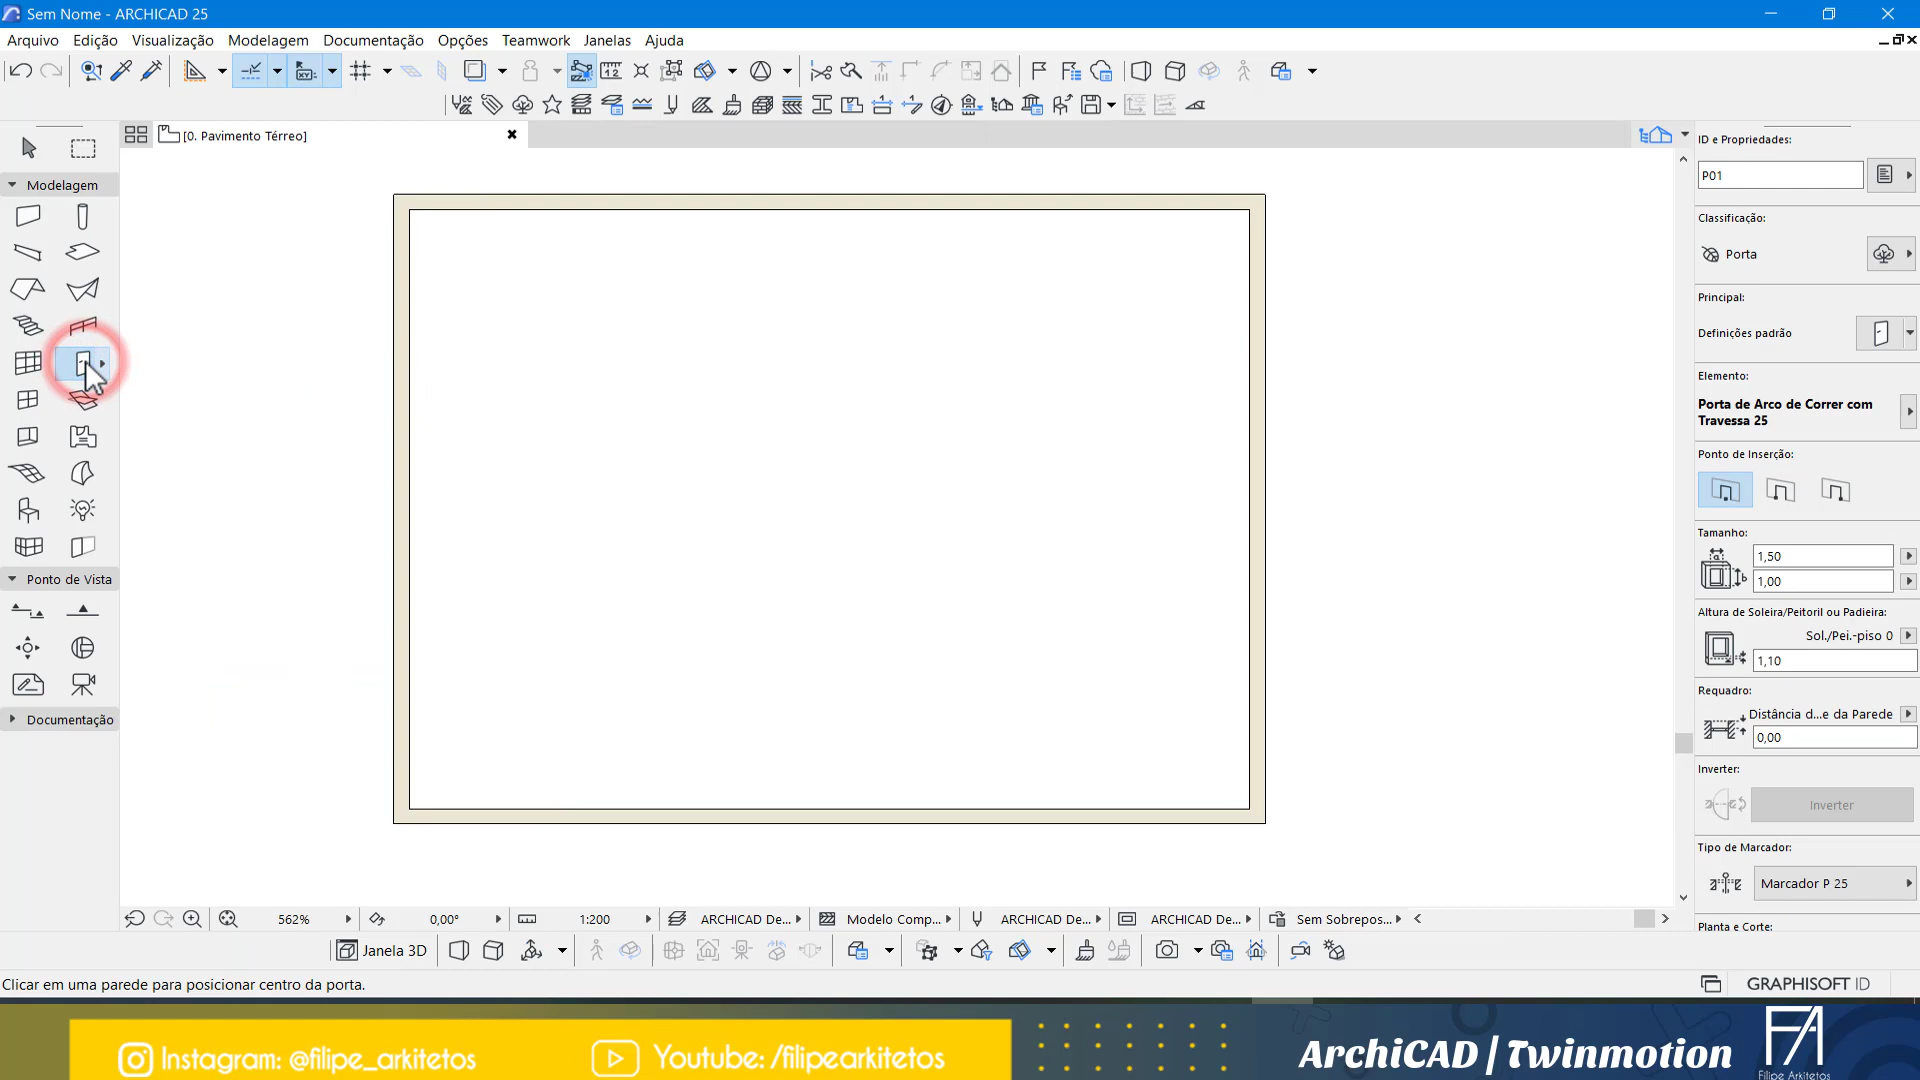 Sem Nome - ARCHICAD 25
Arquivo Edição Visualização Modelagem Documentação Opções Teamwork Janelas Ajuda
[0. Pavimento Térreo]
Modelagem
Ponto de Vista
Documentação
ID e Propriedades:
P01
Classificação:
Porta
Principal:
Definições padrão
Elemento:
Porta de Arco de Correr com
Travessa 25
Ponto de Inserção:
Tamanho:
1,50
1,00
Altura de Soleira/Peitoril ou Padieira:
Sol./Pei.-piso 0
1,10
Requadro:
Distância d...e da Parede
0,00
Inverter:
Inverter
Tipo de Marcador:
Marcador P 25
Planta e Corte:
562% 0,00° 1:200 ARCHICAD De... Modelo Comp... ARCHICAD De... ARCHICAD De... Sem Sobrepos...
Janela 3D
Clicar em uma parede para posicionar centro da porta.
GRAPHISOFT ID
Instagram: @filipe_arkitetos
Youtube: /filipearkitetos
ArchiCAD | Twinmotion
FA
Filipe Arkitetos